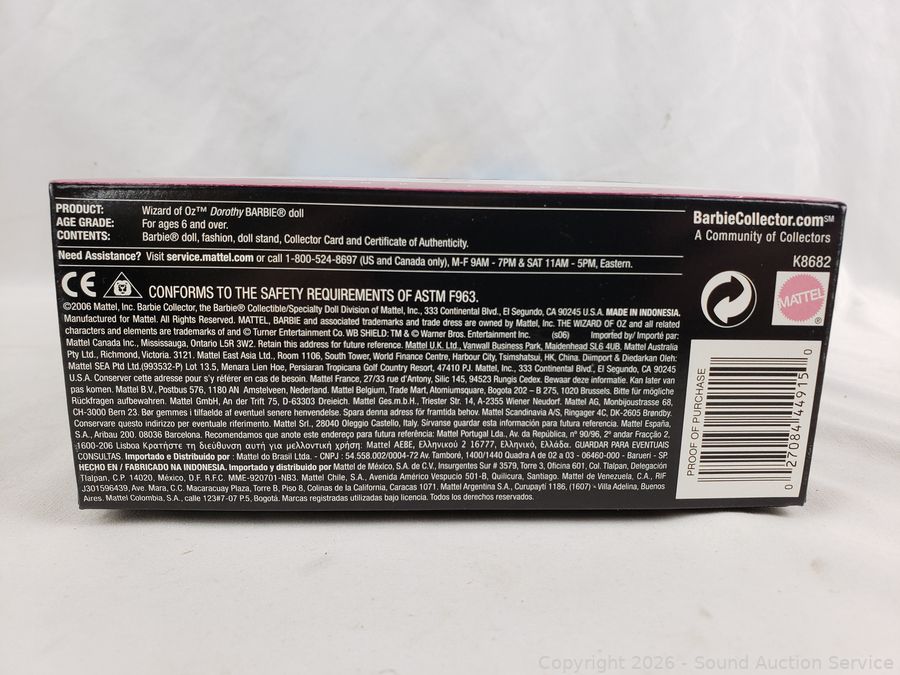 PRODUCT: Wizard of Oz™ Dorothy BARBIE® doll
AGE GRADE: For ages 6 and over.
CONTENTS: Barbie® doll, fashion, doll stand, Collector Card and Certificate of Authenticity.
Need Assistance? Visit service.mattel.com or call 1-800-524-8697 (US and Canada only), M-F 9AM - 7PM & SAT 11AM - 5PM, Eastern.
BarbieCollector.com℠
A Community of Collectors
K8682
CE CONFORMS TO THE SAFETY REQUIREMENTS OF ASTM F963.
MATTEL®
©2006 Mattel, Inc. Barbie Collector, the Barbie® Collectible/Specialty Doll Division of Mattel, Inc., 333 Continental Blvd., El Segundo, CA 90245 U.S.A. MADE IN INDONESIA.
Manufactured for Mattel. All Rights Reserved. MATTEL, BARBIE and associated trademarks and trade dress are owned by Mattel, Inc. THE WIZARD OF OZ and all related
characters and elements are trademarks of and © Turner Entertainment Co. WB SHIELD: TM & © Warner Bros. Entertainment Inc. (s06) Imported by/ Importé par:
Mattel Canada Inc., Mississauga, Ontario L5R 3W2. Retain this address for future reference. Mattel U.K. Ltd., Vanwall Business Park, Maidenhead SL6 4UB. Mattel Australia
Pty Ltd., Richmond, Victoria. 3121. Mattel East Asia Ltd., Room 1106, South Tower, World Finance Centre, Harbour City, Tsimshatsui, HK, China. Diimport & Diedarkan Oleh:
Mattel SEA Ptd Ltd.(993532-P) Lot 13.5, Menara Lien Hoe, Persiaran Tropicana Golf Country Resort, 47410 PJ. Mattel, Inc., 333 Continental Blvd., El Segundo, CA 90245
U.S.A. Conserver cette adresse pour s'y référer en cas de besoin. Mattel France, 27/33 rue d'Antony, Silic 145, 94523 Rungis Cedex. Bewaar deze informatie. Kan later van
pas komen. Mattel B.V., Postbus 576, 1180 AN Amstelveen, Nederland. Mattel Belgium, Trade Mart, Atomiumsquare, Bogota 202 – B 275, 1020 Brussels. Bitte für mögliche
Rückfragen aufbewahren. Mattel GmbH, An der Trift 75, D-63303 Dreieich. Mattel Ges.m.b.H., Triester Str. 14, A-2355 Wiener Neudorf. Mattel AG, Monbijoustrasse 68,
CH-3000 Bern 23. Bør gemmes i tilfælde af eventuel senere henvendelse. Spara denna adress för framtida behov. Mattel Scandinavia A/S, Ringager 4C, DK-2605 Brøndby.
Conservare questo indirizzo per eventuale riferimento. Mattel Srl., 28040 Oleggio Castello, Italy. Sírvanse guardar esta información para futura referencia. Mattel España,
S.A., Aribau 200. 08036 Barcelona. Recomendamos que anote este endereço para futura referência: Mattel Portugal Lda., Av. da República, nº 90/96, 2º andar Fracção 2,
1600-206 Lisboa Κρατήστε τη διεύθυνση αυτή για μελλοντική χρήση: Mattel AEBE, Ελληνικού 2 16777, Ελληνικό, Ελλάδα. GUARDAR PARA EVENTUAIS
CONSULTAS. Importado e Distribuido por : Mattel do Brasil Ltda. - CNPJ : 54.558.002/0004-72 Av. Tamboré, 1400/1440 Quadra A de 02 a 03 - 06460-000 - Barueri - SP.
HECHO EN / FABRICADO NA INDONESIA. Importado y distribuido por Mattel de México, S.A. de C.V., Insurgentes Sur # 3579, Torre 3, Oficina 601, Col. Tlalpan, Delegación
Tlalpan, C.P. 14020, México, D.F. R.F.C. MME-920701-NB3. Mattel Chile, S.A., Avenida Américo Vespucio 501-B, Quilicura, Santiago. Mattel de Venezuela, C.A., RIF
J301596439, Ave. Mara, C.C. Macaracuay Plaza, Torre B, Piso 8, Colinas de la California, Caracas 1071. Mattel Argentina S.A., Curupaytí 1186, (1607) - Villa Adelina, Buenos
Aires. Mattel Colombia, S.A., calle 123#7-07 P.5, Bogotá. Marcas registradas utilizadas bajo licencia. Todos los derechos reservados.
PROOF OF PURCHASE
0 27084 44915 0
Copyright © 2026 - Sound Auction Service